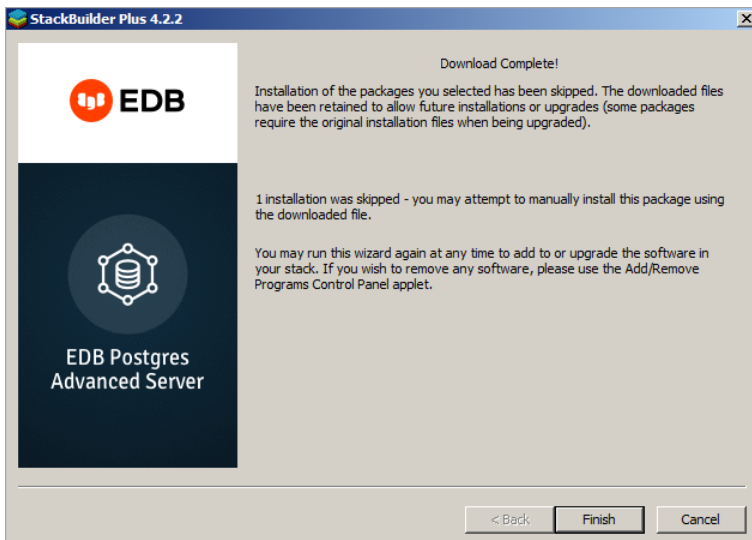 StackBuilder Plus 4.2.2
EDB
Download Complete!
Installation of the packages you selected has been skipped. The downloaded files
have been retained to allow future installations or upgrades (some packages
require the original installation files when being upgraded).
1 installation was skipped - you may attempt to manually install this package using
the downloaded file.
You may run this wizard again at any time to add to or upgrade the software in
your stack. If you wish to remove any software, please use the Add/Remove
Programs Control Panel applet.
EDB Postgres
Advanced Server
< Back
Finish
Cancel